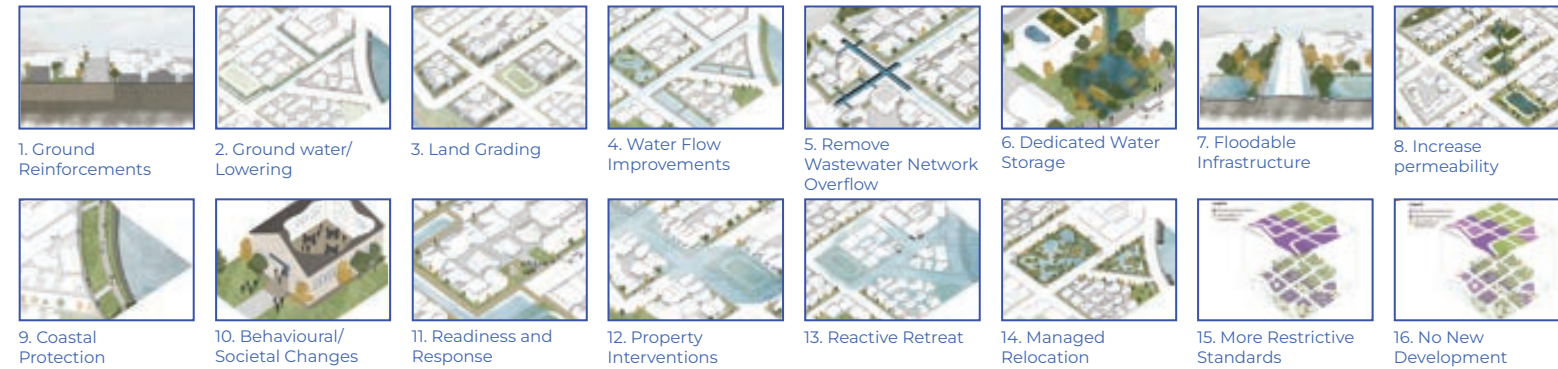 1. Ground
Reinforcements
2. Ground water/
Lowering
3. Land Grading
4. Water Flow
Improvements
5. Remove
Wastewater Network
Overflow
6. Dedicated Water
Storage
7. Floodable
Infrastructure
8. Increase
permeability
9. Coastal
Protection
10. Behavioural/
Societal Changes
11. Readiness and
Response
12. Property
Interventions
13. Reactive Retreat
14. Managed
Relocation
15. More Restrictive
Standards
16. No New
Development